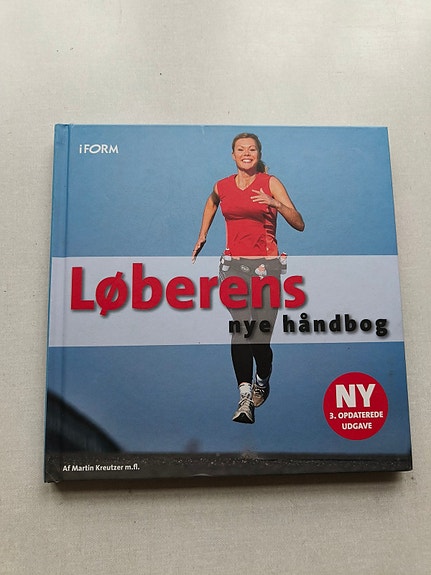 iFORM
Løberens
nye håndbog
NY
3. OPDATEREDE
UDGAVE
Af Martin Kreutzer m.fl.